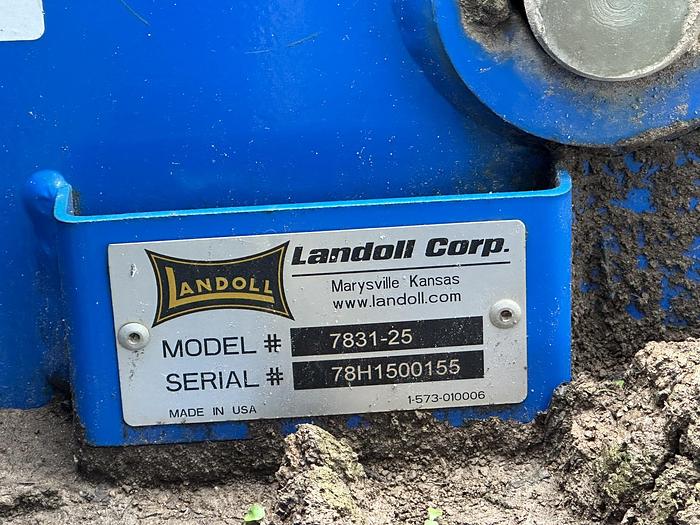 LANDOLL
Landoll Corp.
Marysville Kansas
www.landoll.com
MODEL # 7831-25
SERIAL # 78H1500155
MADE IN USA 1-573-010006